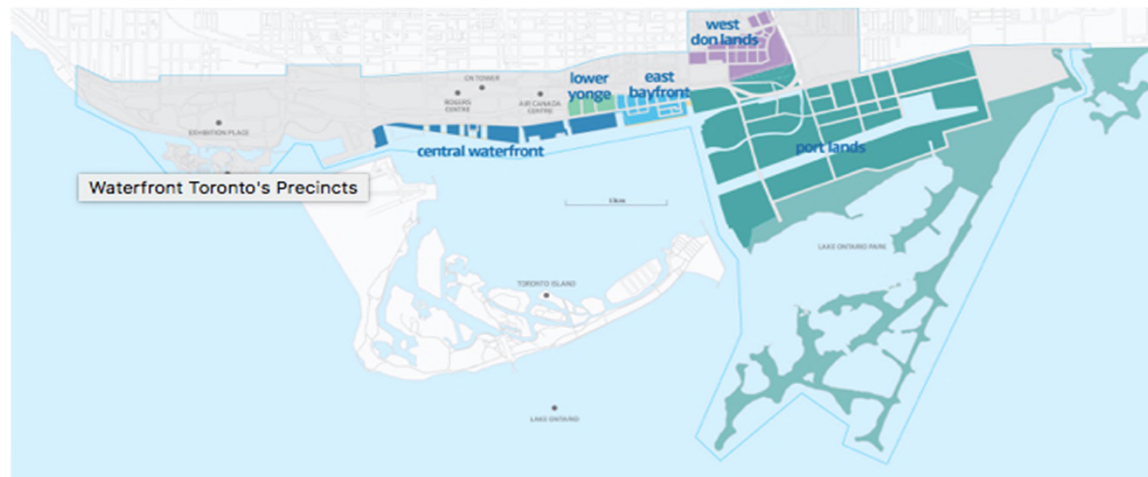 west
don lands
CN TOWER
lower
yonge
east
bayfront
ROGERS
CENTRE
AIR CANADA
CENTRE
EXHIBITION PLACE
central waterfront
port lands
Waterfront Toronto's Precincts
LAKE ONTARIO PARK
TORONTO ISLAND
LAKE ONTARIO